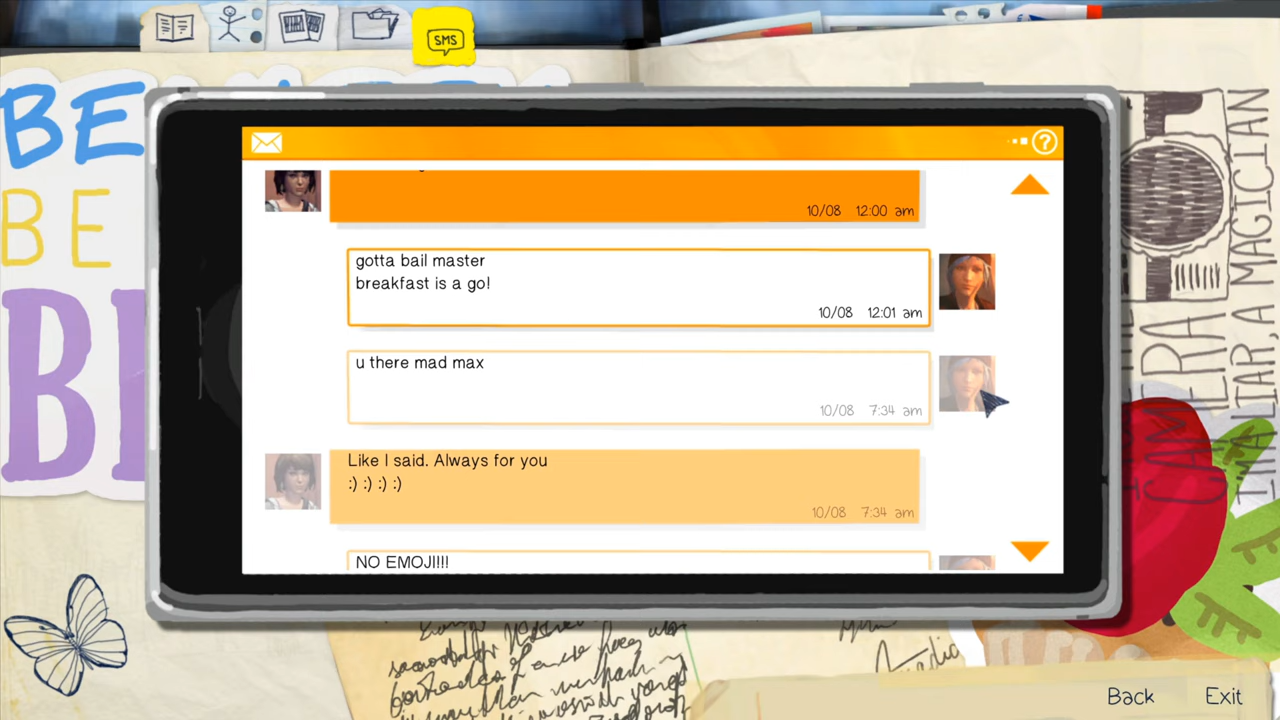 SMS
BE
BE
10/08 12:00 am
gotta bail master
breakfast is a go!
10/08 12:01 am
u there mad max
10/08 7:34 am
Like I said. Always for you
:) :) :) :)
10/08 7:34 am
NO EMOJI!!!!
CAMERA
I'M A LIAR, A MAGICIAN
Back
Exit